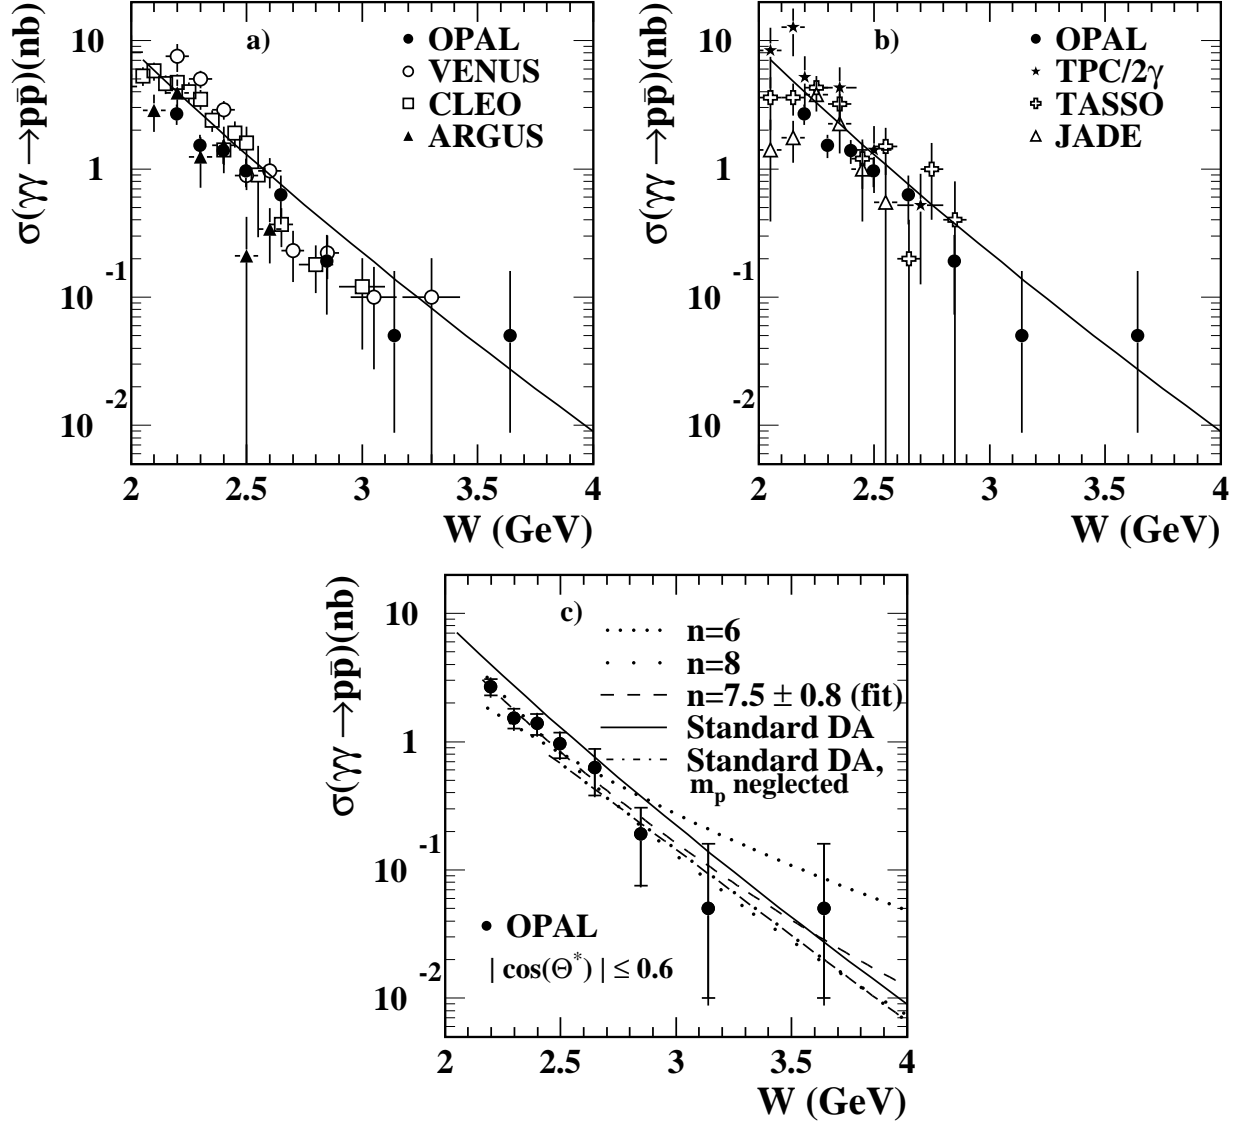 a)
OPAL
VENUS
CLEO
ARGUS
σ(γγ → pp̄)(nb)
10
1
10⁻¹
10⁻²
2 2.5 3 3.5 4
W (GeV)
b)
OPAL
TPC/2γ
TASSO
JADE
σ(γγ → pp̄)(nb)
10
1
10⁻¹
10⁻²
2 2.5 3 3.5 4
W (GeV)
c)
n=6
n=8
n=7.5 ± 0.8 (fit)
Standard DA
Standard DA,
mₚ neglected
OPAL
| cos(Θ*) | ≤ 0.6
σ(γγ → pp̄)(nb)
10
1
10⁻¹
10⁻²
2 2.5 3 3.5 4
W (GeV)